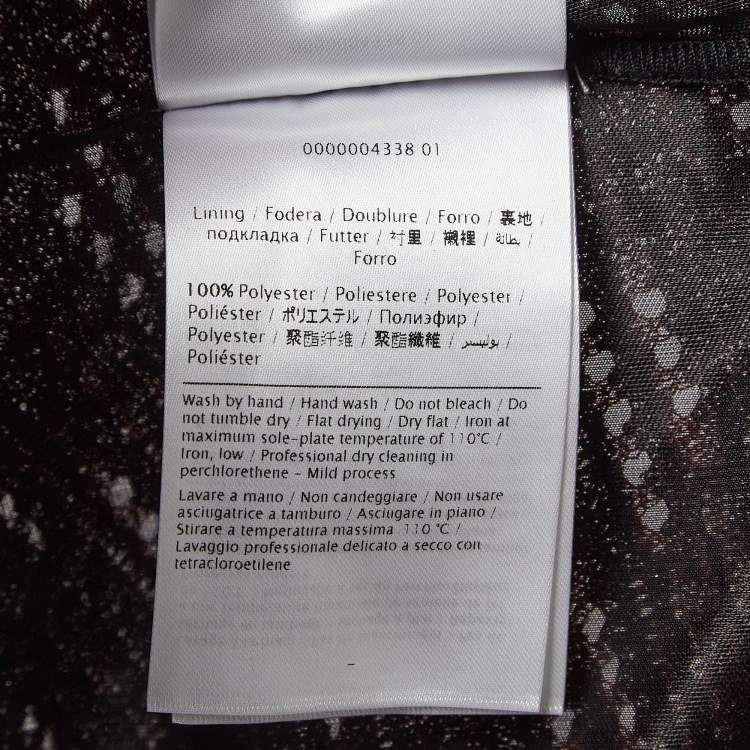 0000004338 01
Lining / Fodera / Doublure / Forro / 裏地 /
подкладка / Futter / 衬里 / 襯裡 / بطانة /
Forro
100% Polyester / Poliestere / Polyester /
Poliéster / ポリエステル / Полиэфир /
Polyester / 聚酯纤维 / 聚酯纖維 / بوليستر /
Poliéster
Wash by hand / Hand wash / Do not bleach / Do
not tumble dry / Flat drying / Dry flat / Iron at
maximum sole-plate temperature of 110°C /
Iron, low / Professional dry cleaning in
perchlorethene - Mild process
Lavare a mano / Non candeggiare / Non usare
asciugatrice a tamburo / Asciugare in piano /
Stirare a temperatura massima 110 °C /
Lavaggio professionale delicato a secco con
tetracloroetilene